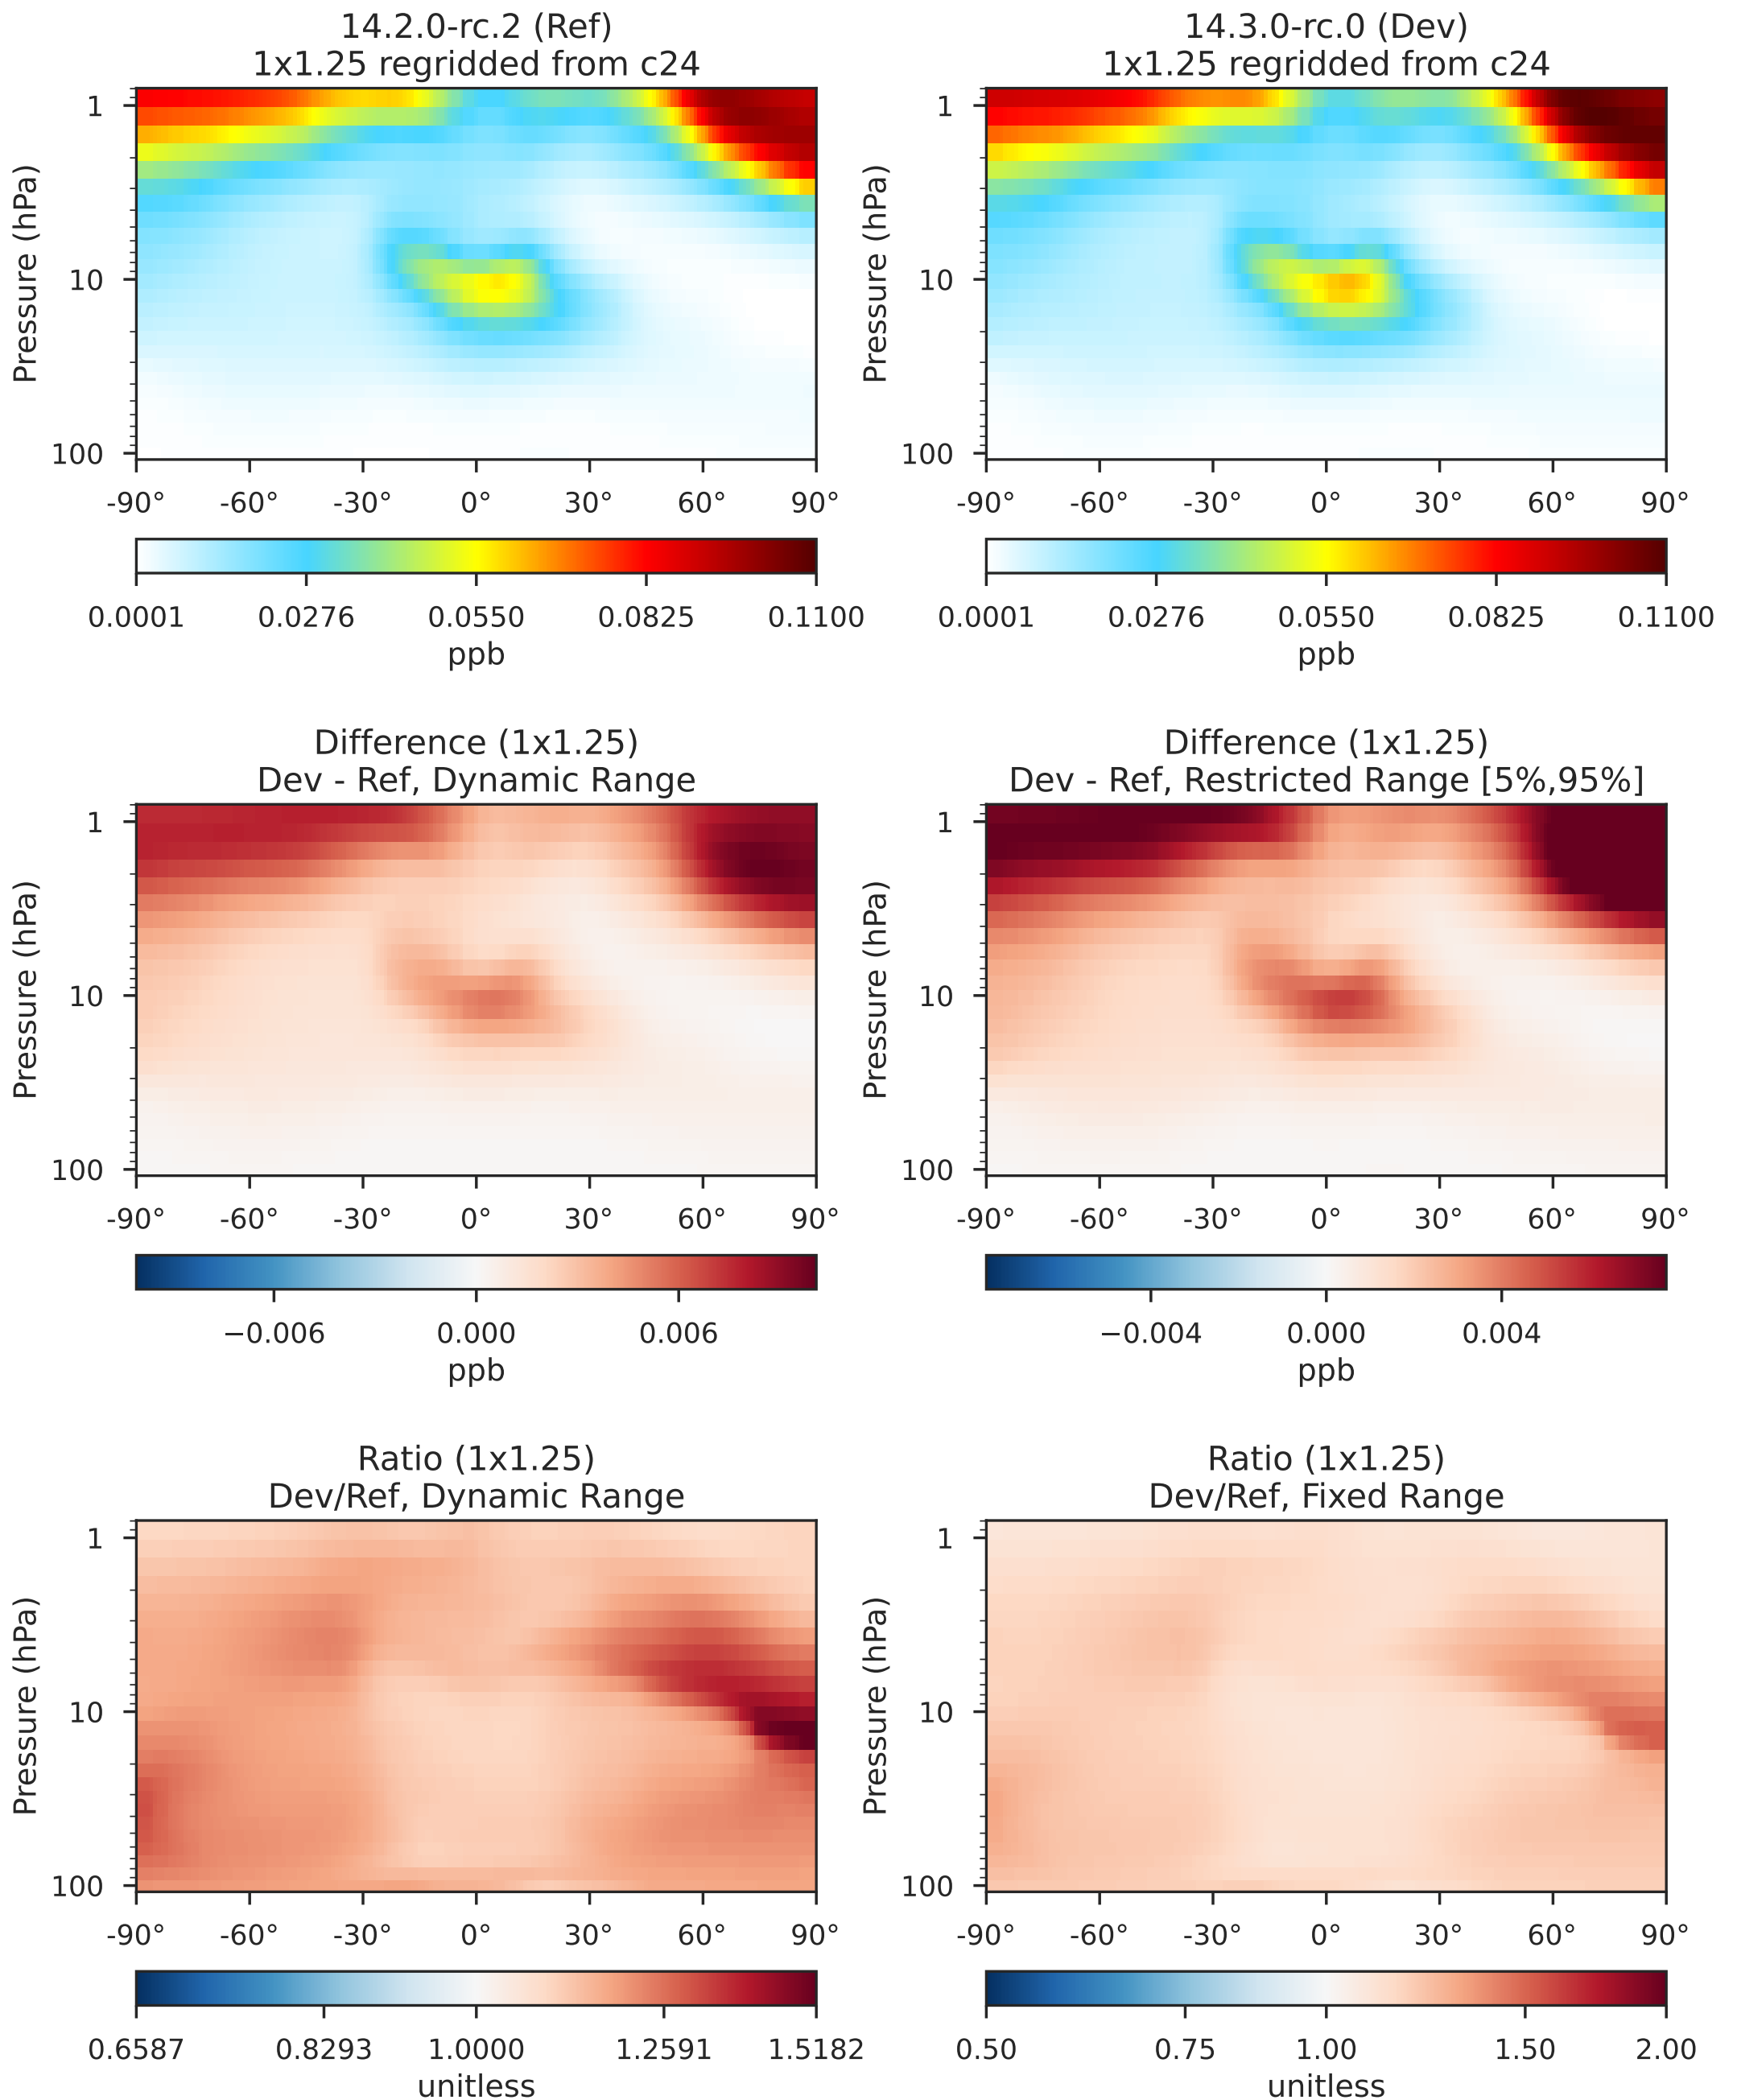 14.2.0-rc.2 (Ref)
1x1.25 regridded from c24
14.3.0-rc.0 (Dev)
1x1.25 regridded from c24
Pressure (hPa)
1
10
100
-90° -60° -30° 0° 30° 60° 90°
0.0001 0.0276 0.0550 0.0825 0.1100
ppb
Pressure (hPa)
1
10
100
-90° -60° -30° 0° 30° 60° 90°
0.0001 0.0276 0.0550 0.0825 0.1100
ppb
Difference (1x1.25)
Dev - Ref, Dynamic Range
Difference (1x1.25)
Dev - Ref, Restricted Range [5%,95%]
Pressure (hPa)
1
10
100
-90° -60° -30° 0° 30° 60° 90°
−0.006 0.000 0.006
ppb
Pressure (hPa)
1
10
100
-90° -60° -30° 0° 30° 60° 90°
−0.004 0.000 0.004
ppb
Ratio (1x1.25)
Dev/Ref, Dynamic Range
Ratio (1x1.25)
Dev/Ref, Fixed Range
Pressure (hPa)
1
10
100
-90° -60° -30° 0° 30° 60° 90°
0.6587 0.8293 1.0000 1.2591 1.5182
unitless
Pressure (hPa)
1
10
100
-90° -60° -30° 0° 30° 60° 90°
0.50 0.75 1.00 1.50 2.00
unitless